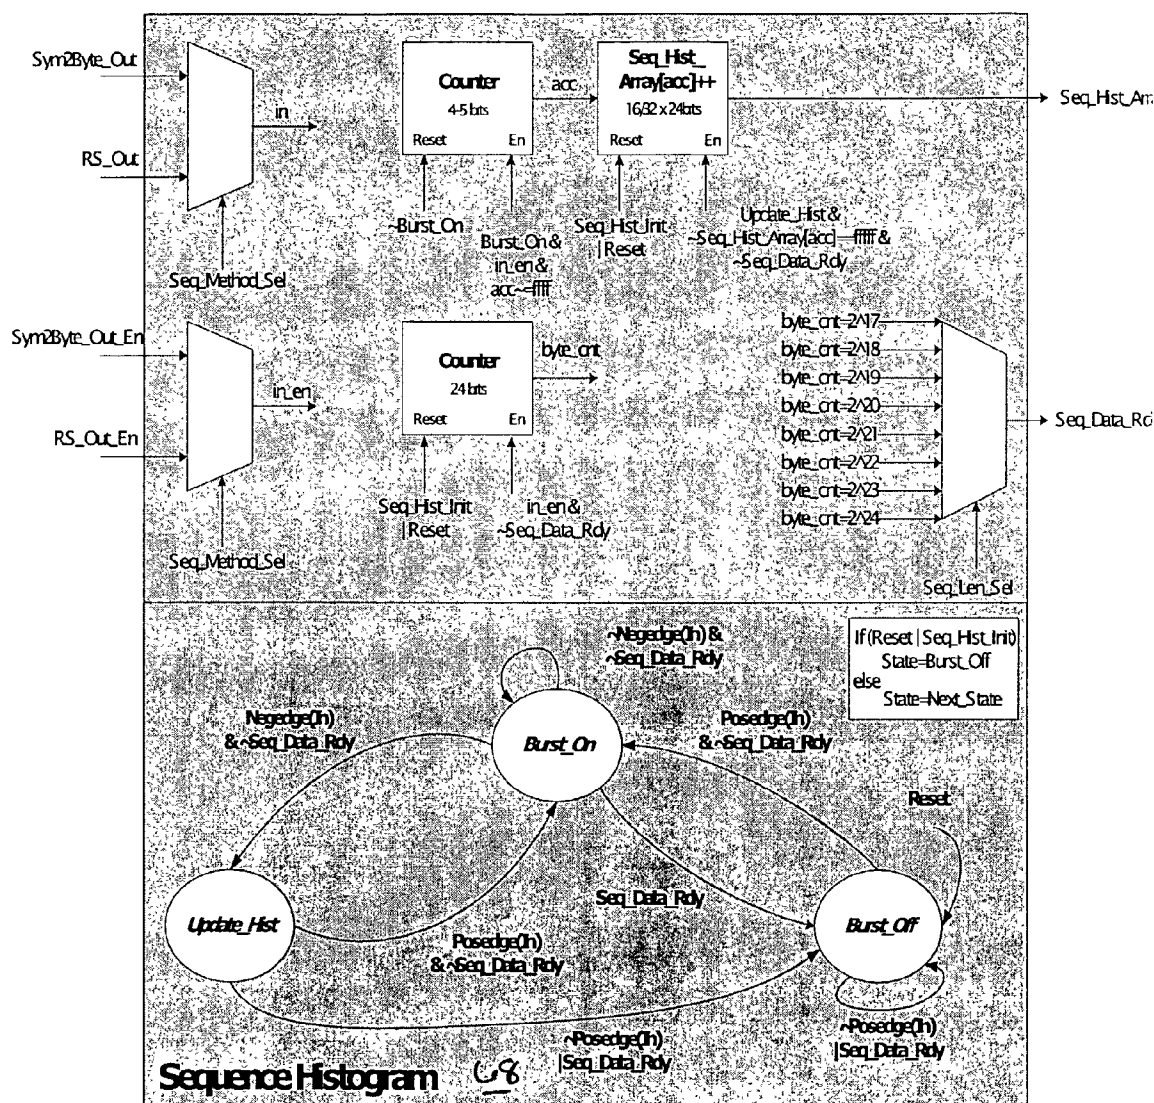 Sym2Byte_Out
RS_Out
in
Seq_Method_Sel
Counter
4-5 bits
Reset En
~Burst_On
Burst_On &
in_en &
acc~=ffff
acc
Seq_Hist_
Array[acc]++
16/32 x 24bits
Reset En
Seq_Hist_Init
| Reset
Update_Hist &
~Seq_Hist_Array[acc]==ffffff &
~Seq_Data_Rdy
Seq_Hist_Arr
Sym2Byte_Out_En
RS_Out_En
in_en
Seq_Method_Sel
Counter
24 bits
Reset En
byte_cnt
Seq_Hist_Init
| Reset
in_en &
~Seq_Data_Rdy
byte_cnt=2^17
byte_cnt=2^18
byte_cnt=2^19
byte_cnt=2^20
byte_cnt=2^21
byte_cnt=2^22
byte_cnt=2^23
byte_cnt=2^24
Seq_Data_Rd
Seq_Len_Sel
If (Reset | Seq_Hist_Init)
State=Burst_Off
else
State=Next_State
~Negedge(In) &
~Seq_Data_Rdy
Negedge(In)
& ~Seq_Data_Rdy
Burst_On
Posedge(In)
& ~Seq_Data_Rdy
Reset
Update_Hist
Seq_Data_Rdy
Burst_Off
Posedge(In)
& ~Seq_Data_Rdy
~Posedge(In)
| Seq_Data_Rdy
~Posedge(In)
| Seq_Data_Rdy
Sequence Histogram 68